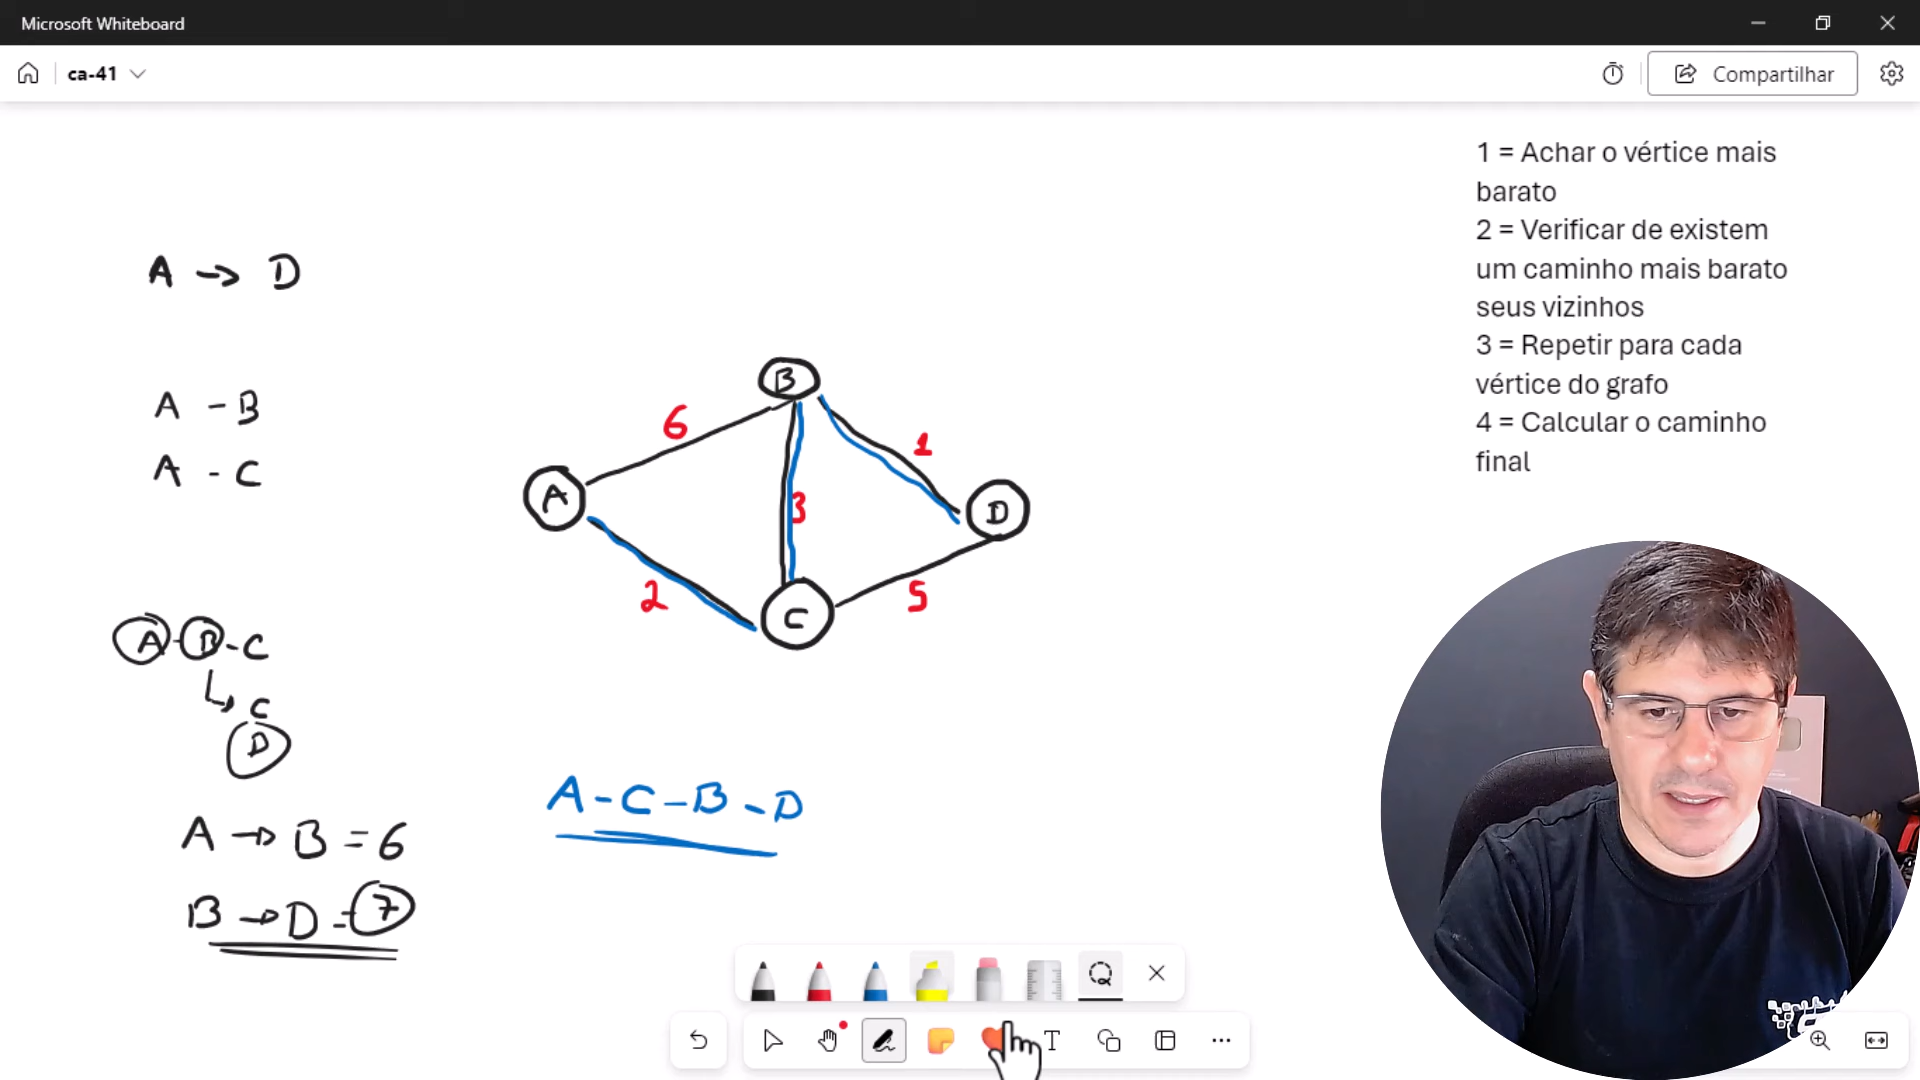 Microsoft Whiteboard
ca-41
Compartilhar
1 = Achar o vértice mais
barato
2 = Verificar de existem
um caminho mais barato
seus vizinhos
3 = Repetir para cada
vértice do grafo
4 = Calcular o caminho
final
A → D
A - B
A - C
A - B - C
↳ C
D
A → B = 6
B → D = 7
B
6
1
A
3
D
2
C
5
A - C - B - D
T